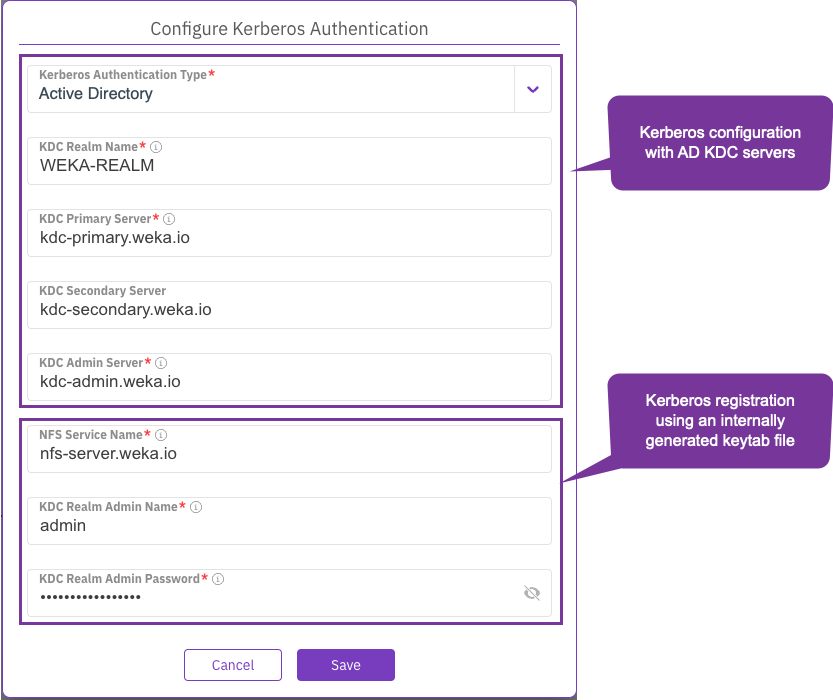 Configure Kerberos Authentication
Kerberos Authentication Type*
Active Directory
KDC Realm Name*
WEKA-REALM
KDC Primary Server*
kdc-primary.weka.io
KDC Secondary Server
kdc-secondary.weka.io
KDC Admin Server*
kdc-admin.weka.io
Kerberos configuration
with AD KDC servers
NFS Service Name*
nfs-server.weka.io
KDC Realm Admin Name*
admin
KDC Realm Admin Password*
•••••••••••••••••
Kerberos registration
using an internally
generated keytab file
Cancel
Save